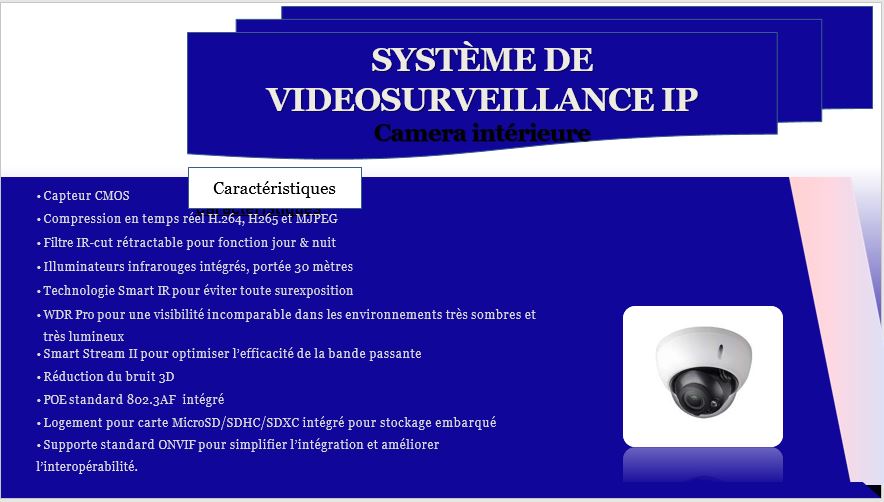 SYSTÈME DE
VIDEOSURVEILLANCE IP
Camera intérieure
Caractéristiques
• Capteur CMOS
• Compression en temps réel H.264, H265 et MJPEG
• Filtre IR-cut rétractable pour fonction jour & nuit
• Illuminateurs infrarouges intégrés, portée 30 mètres
• Technologie Smart IR pour éviter toute surexposition
• WDR Pro pour une visibilité incomparable dans les environnements très sombres et
très lumineux
• Smart Stream II pour optimiser l’efficacité de la bande passante
• Réduction du bruit 3D
• POE standard 802.3AF intégré
• Logement pour carte MicroSD/SDHC/SDXC intégré pour stockage embarqué
• Supporte standard ONVIF pour simplifier l’intégration et améliorer
l’interopérabilité.